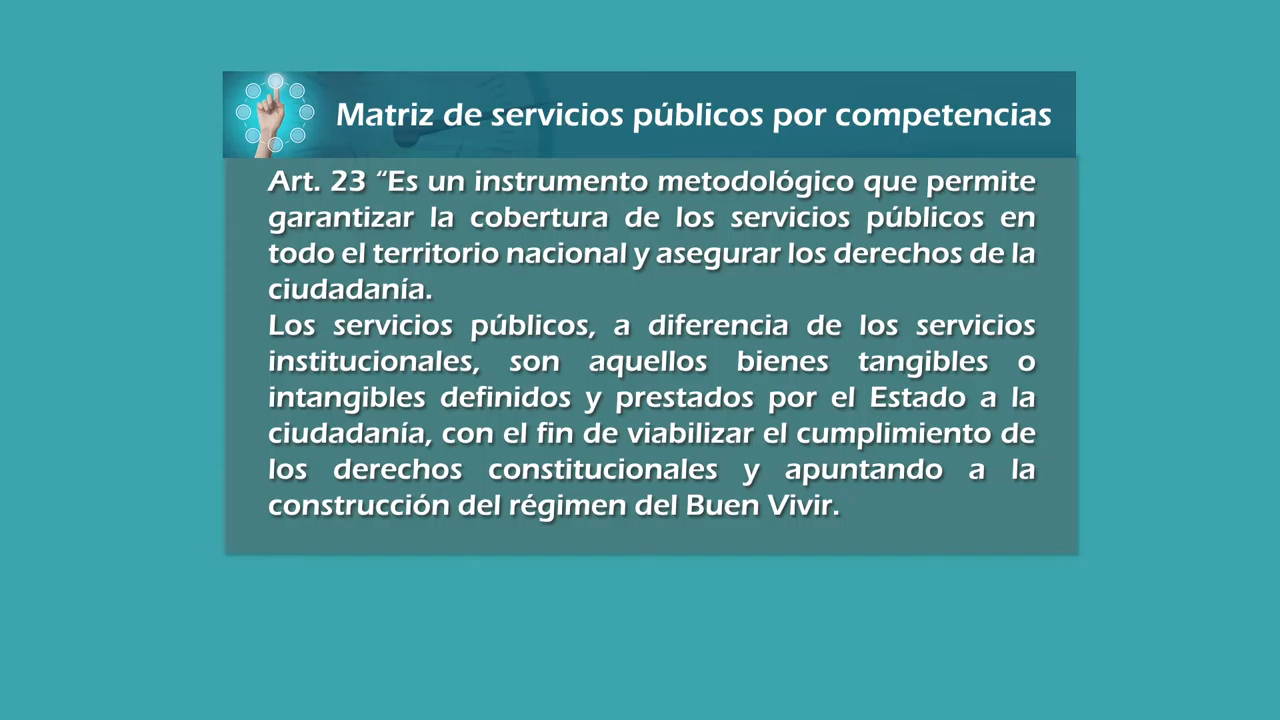 Matriz de servicios públicos por competencias
Art. 23 “Es un instrumento metodológico que permite
garantizar la cobertura de los servicios públicos en
todo el territorio nacional y asegurar los derechos de la
ciudadanía.
Los servicios públicos, a diferencia de los servicios
institucionales, son aquellos bienes tangibles o
intangibles definidos y prestados por el Estado a la
ciudadanía, con el fin de viabilizar el cumplimiento de
los derechos constitucionales y apuntando a la
construcción del régimen del Buen Vivir.